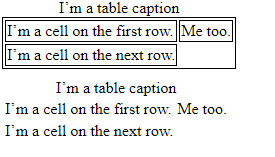 I'm a table caption
I'm a cell on the first row. Me too.
I'm a cell on the next row.
I'm a table caption
I'm a cell on the first row. Me too.
I'm a cell on the next row.